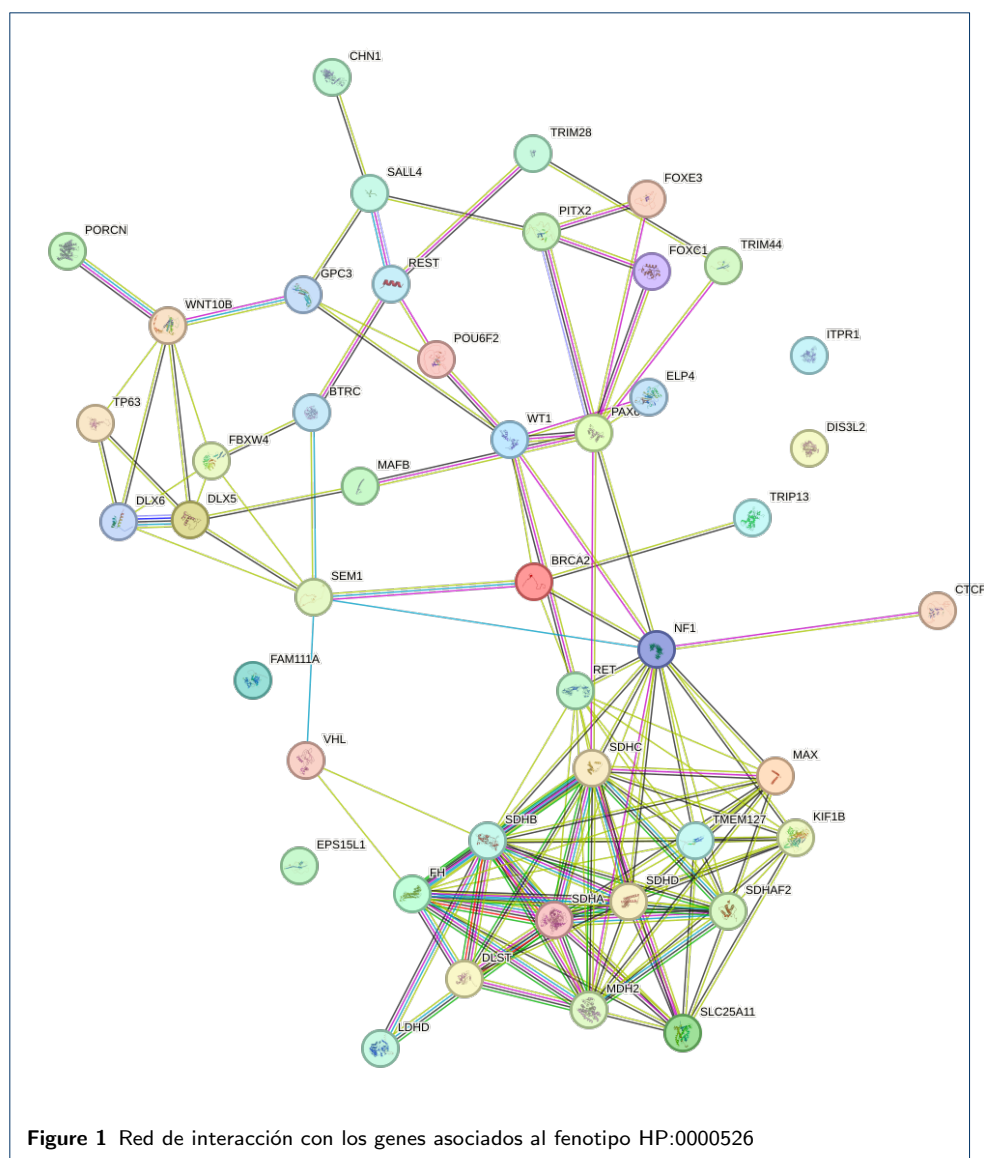 CHN1
TRIM28
SALL4
FOXE3
PITX2
PORCN
TRIM44
REST
FOXC1
GPC3
WNT10B
ITPR1
POU6F2
ELP4
BTRC
TP63
WT1
PAX6
FBXW4
DIS3L2
MAFB
DLX6
DLX5
TRIP13
BRCA2
SEM1
CTCF
NF1
FAM111A
RET
VHL
SDHC
MAX
SDHB
TMEM127
KIF1B
EPS15L1
FH
SDHD
SDHAF2
SDHA
DLST
MDH2
SLC25A11
LDHD
Figure 1 Red de interacción con los genes asociados al fenotipo HP:0000526